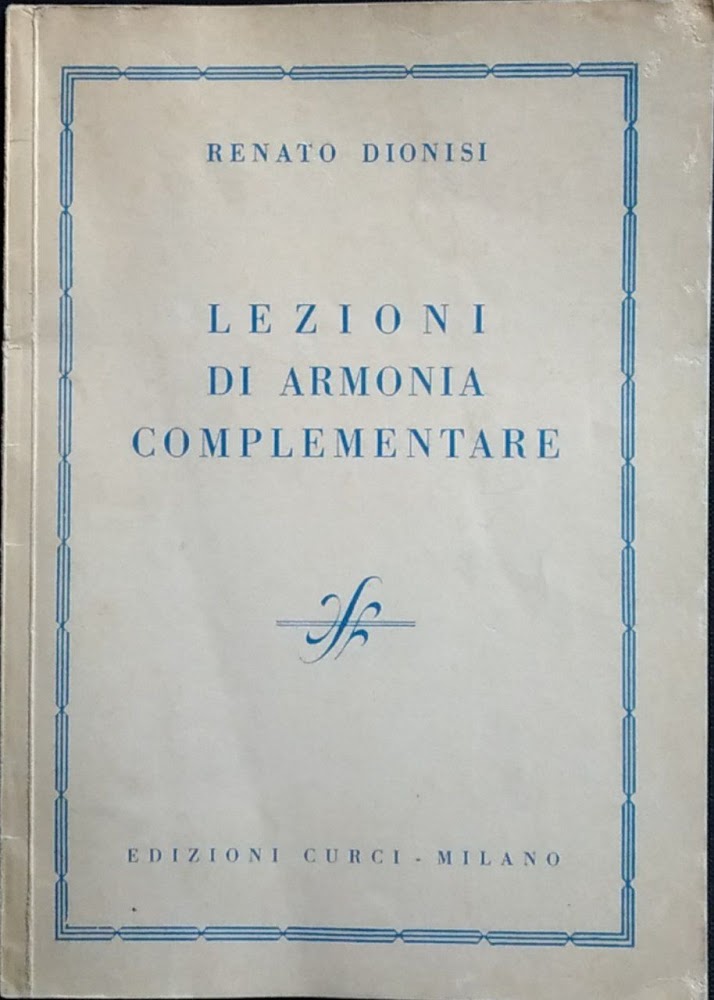 RENATO DIONISI
LEZIONI
DI ARMONIA
COMPLEMENTARE
EDIZIONI CURCI - MILANO